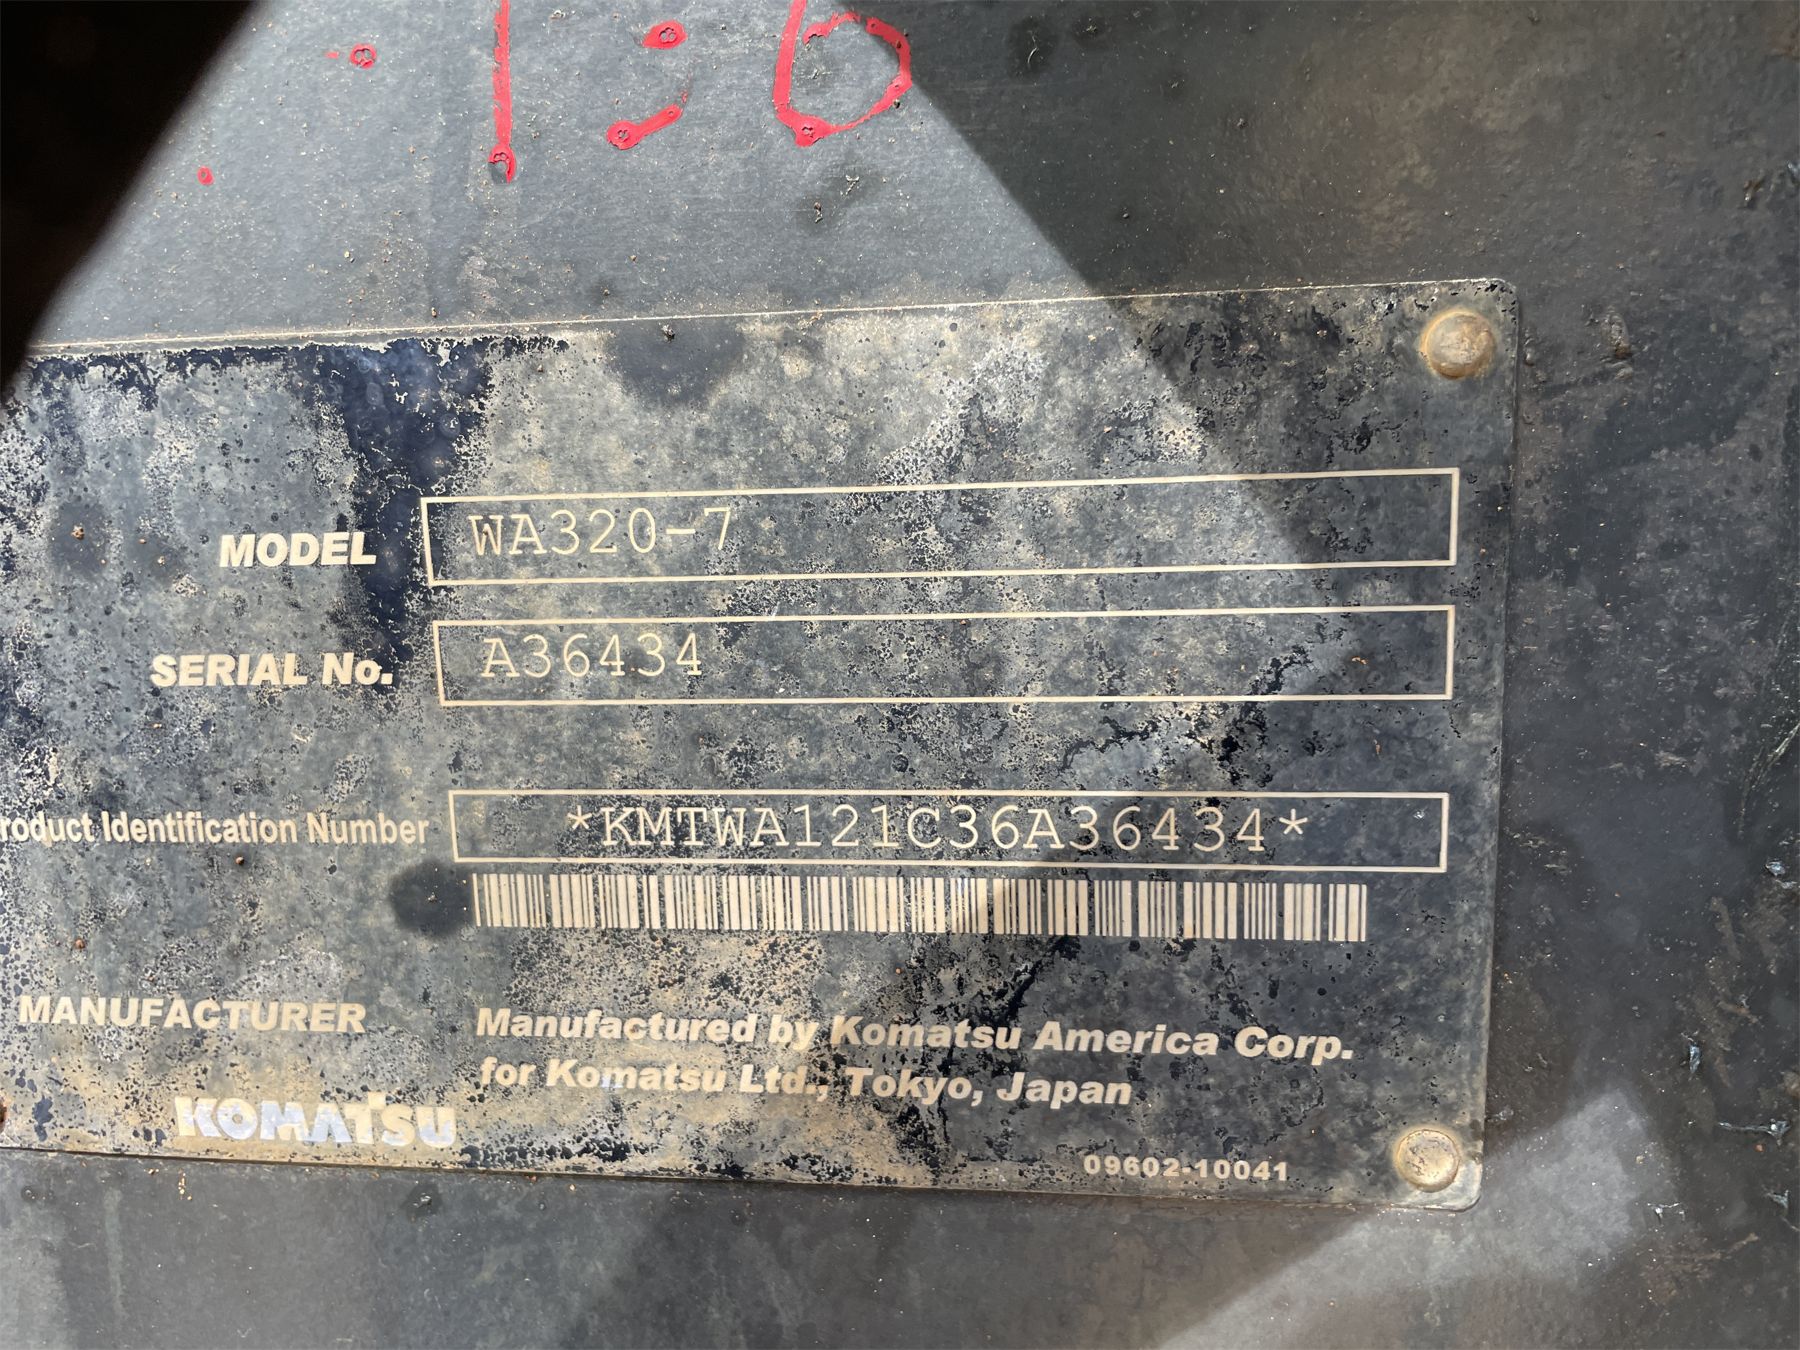 MODEL WA320-7
SERIAL No. A36434
roduct Identification Number *KMTWA121C36A36434*
MANUFACTURER Manufactured by Komatsu America Corp.
for Komatsu Ltd., Tokyo, Japan
KOMATSU
09602-10041